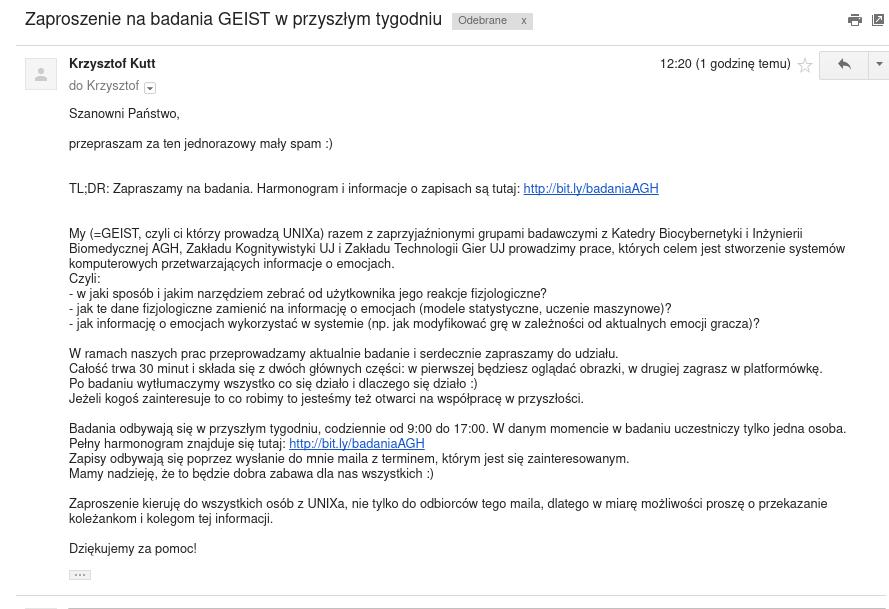 Zaproszenie na badania GEIST w przyszłym tygodniu Odebrane x
Krzysztof Kutt 12:20 (1 godzinę temu)
do Krzysztof
Szanowni Państwo,
przepraszam za ten jednorazowy mały spam :)
TL;DR: Zapraszamy na badania. Harmonogram i informacje o zapisach są tutaj: http://bit.ly/badaniaAGH
My (=GEIST, czyli ci którzy prowadzą UNIXa) razem z zaprzyjaźnionymi grupami badawczymi z Katedry Biocybernetyki i Inżynierii
Biomedycznej AGH, Zakładu Kognitywistyki UJ i Zakładu Technologii Gier UJ prowadzimy prace, których celem jest stworzenie systemów
komputerowych przetwarzających informacje o emocjach.
Czyli:
- w jaki sposób i jakim narzędziem zebrać od użytkownika jego reakcje fizjologiczne?
- jak te dane fizjologiczne zamienić na informację o emocjach (modele statystyczne, uczenie maszynowe)?
- jak informację o emocjach wykorzystać w systemie (np. jak modyfikować grę w zależności od aktualnych emocji gracza)?
W ramach naszych prac przeprowadzamy aktualnie badanie i serdecznie zapraszamy do udziału.
Całość trwa 30 minut i składa się z dwóch głównych części: w pierwszej będziesz oglądać obrazki, w drugiej zagrasz w platformówkę.
Po badaniu wytłumaczymy wszystko co się działo i dlaczego się działo :)
Jeżeli kogoś zainteresuje to co robimy to jesteśmy też otwarci na współpracę w przyszłości.
Badania odbywają się w przyszłym tygodniu, codziennie od 9:00 do 17:00. W danym momencie w badaniu uczestniczy tylko jedna osoba.
Pełny harmonogram znajduje się tutaj: http://bit.ly/badaniaAGH
Zapisy odbywają się poprzez wysłanie do mnie maila z terminem, którym jest się zainteresowanym.
Mamy nadzieję, że to będzie dobra zabawa dla nas wszystkich :)
Zaproszenie kieruję do wszystkich osób z UNIXa, nie tylko do odbiorców tego maila, dlatego w miarę możliwości proszę o przekazanie
koleżankom i kolegom tej informacji.
Dziękujemy za pomoc!